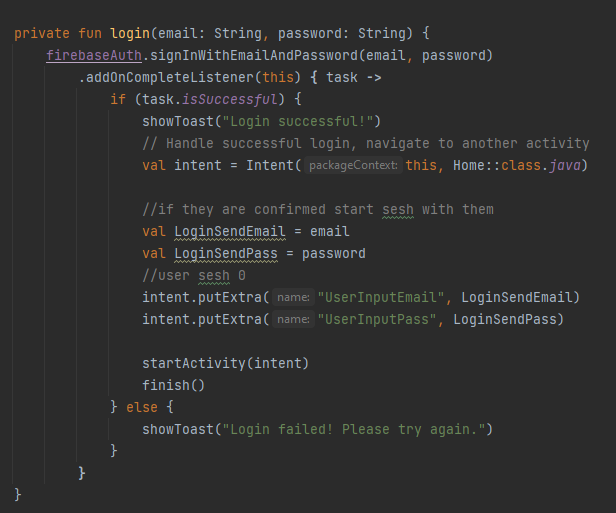 private fun login(email: String, password: String) {
    firebaseAuth.signInWithEmailAndPassword(email, password)
        .addOnCompleteListener(this) { task ->
            if (task.isSuccessful) {
                showToast("Login successful!")
                // Handle successful login, navigate to another activity
                val intent = Intent( packageContext: this, Home::class.java)

                //if they are confirmed start sesh with them
                val LoginSendEmail = email
                val LoginSendPass = password
                //user sesh 0
                intent.putExtra( name: "UserInputEmail", LoginSendEmail)
                intent.putExtra( name: "UserInputPass", LoginSendPass)

                startActivity(intent)
                finish()
            } else {
                showToast("Login failed! Please try again.")
            }
        }
}